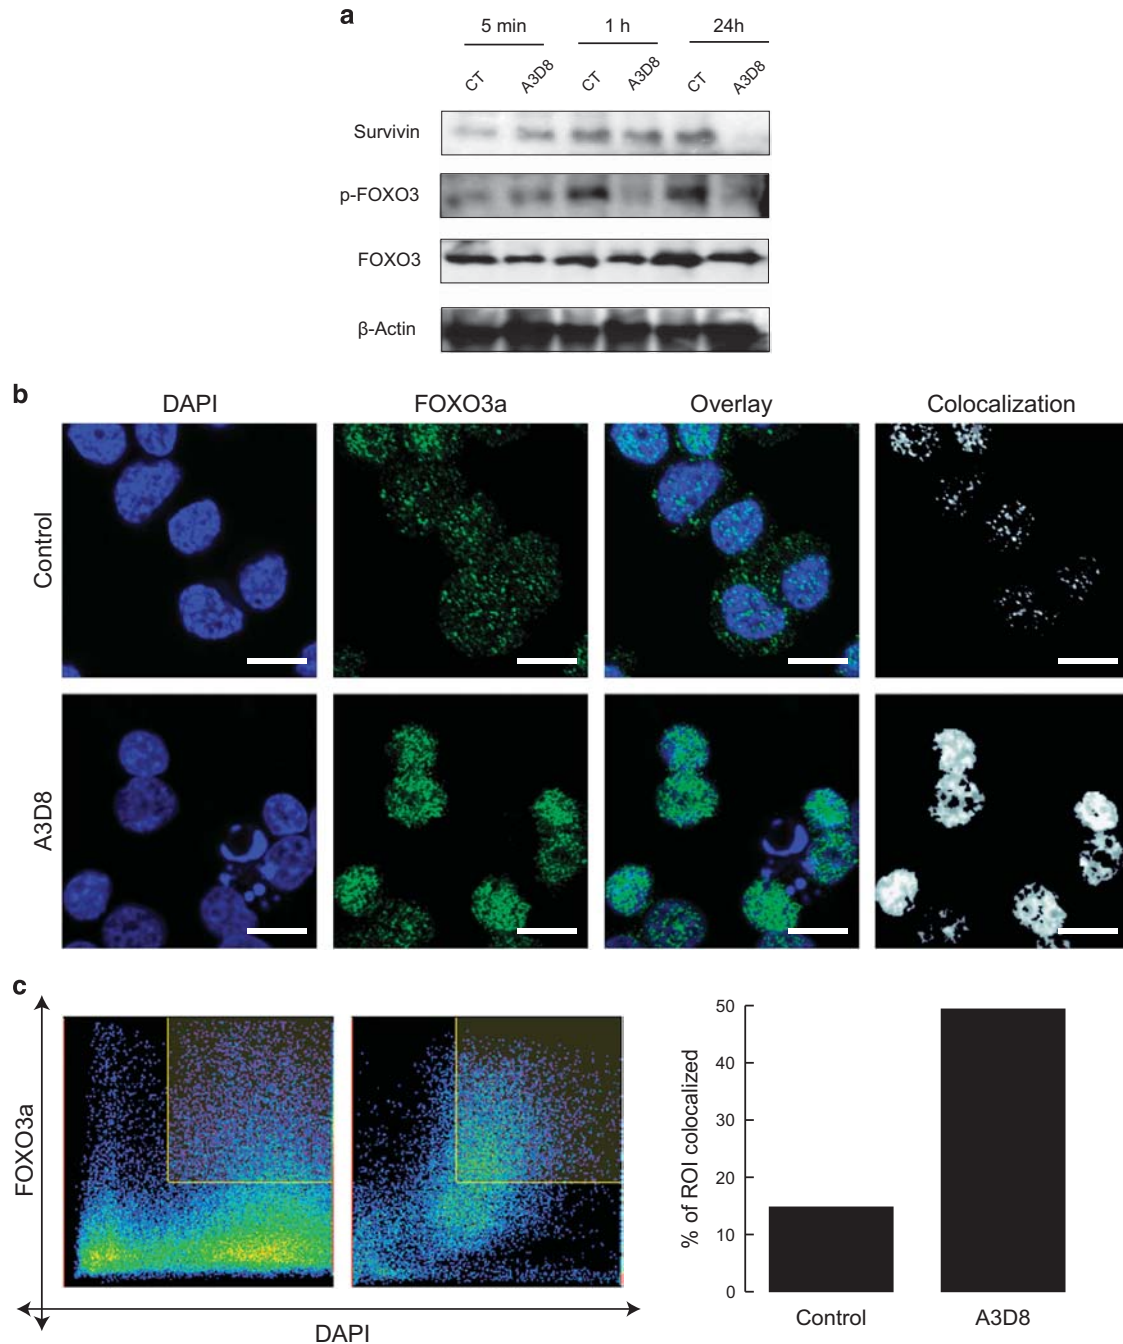 a
5 min 1 h 24h
CT A3D8 CT A3D8 CT A3D8
Survivin
p-FOXO3
FOXO3
β-Actin
b
DAPI FOXO3a Overlay Colocalization
Control
A3D8
c
FOXO3a
DAPI
% of ROI colocalized
50
40
30
20
10
0
Control A3D8